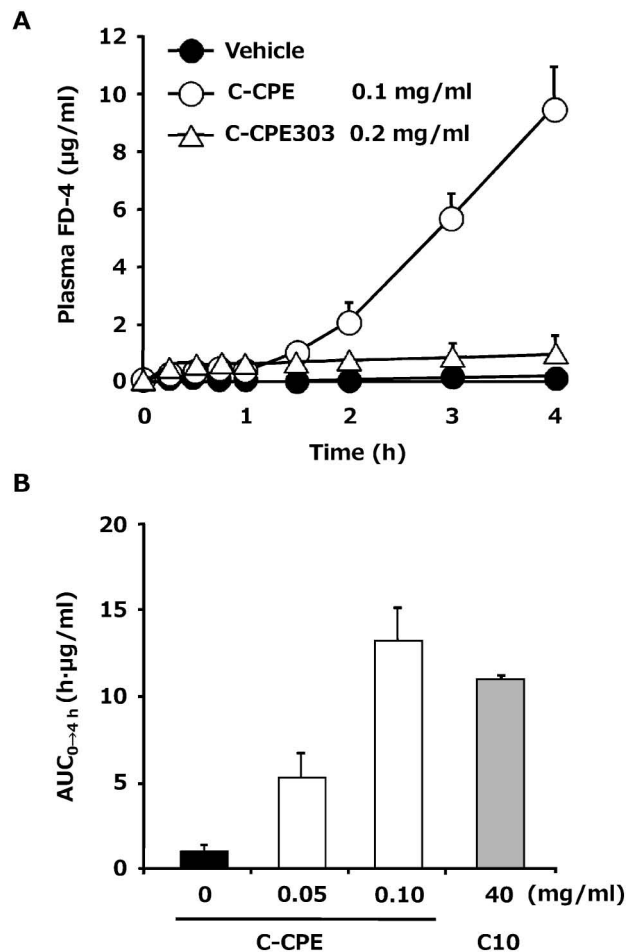 A
12
10
8
6
4
2
0
Plasma FD-4 (μg/ml)
Vehicle
C-CPE 0.1 mg/ml
C-CPE303 0.2 mg/ml
0 1 2 3 4
Time (h)
B
20
15
10
5
0
AUC0→4 h (h·μg/ml)
0 0.05 0.10 40 (mg/ml)
C-CPE C10